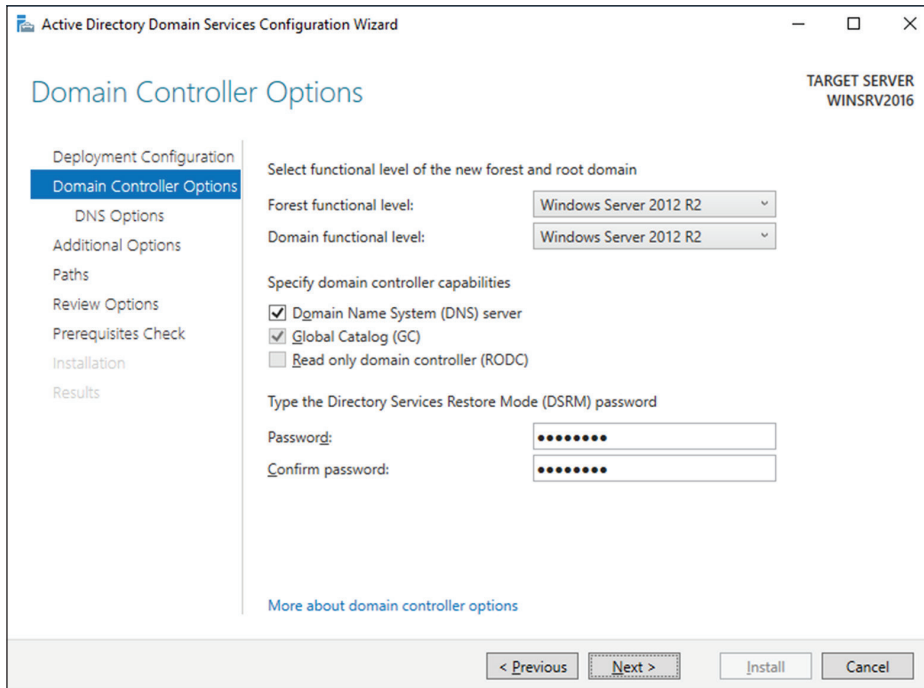 Active Directory Domain Services Configuration Wizard
Domain Controller Options
TARGET SERVER
WINSRV2016
Deployment Configuration
Domain Controller Options
DNS Options
Additional Options
Paths
Review Options
Prerequisites Check
Installation
Results
Select functional level of the new forest and root domain
Forest functional level: Windows Server 2012 R2
Domain functional level: Windows Server 2012 R2
Specify domain controller capabilities
Domain Name System (DNS) server
Global Catalog (GC)
Read only domain controller (RODC)
Type the Directory Services Restore Mode (DSRM) password
Password: ●●●●●●●●
Confirm password: ●●●●●●●●
More about domain controller options
< Previous Next > Install Cancel